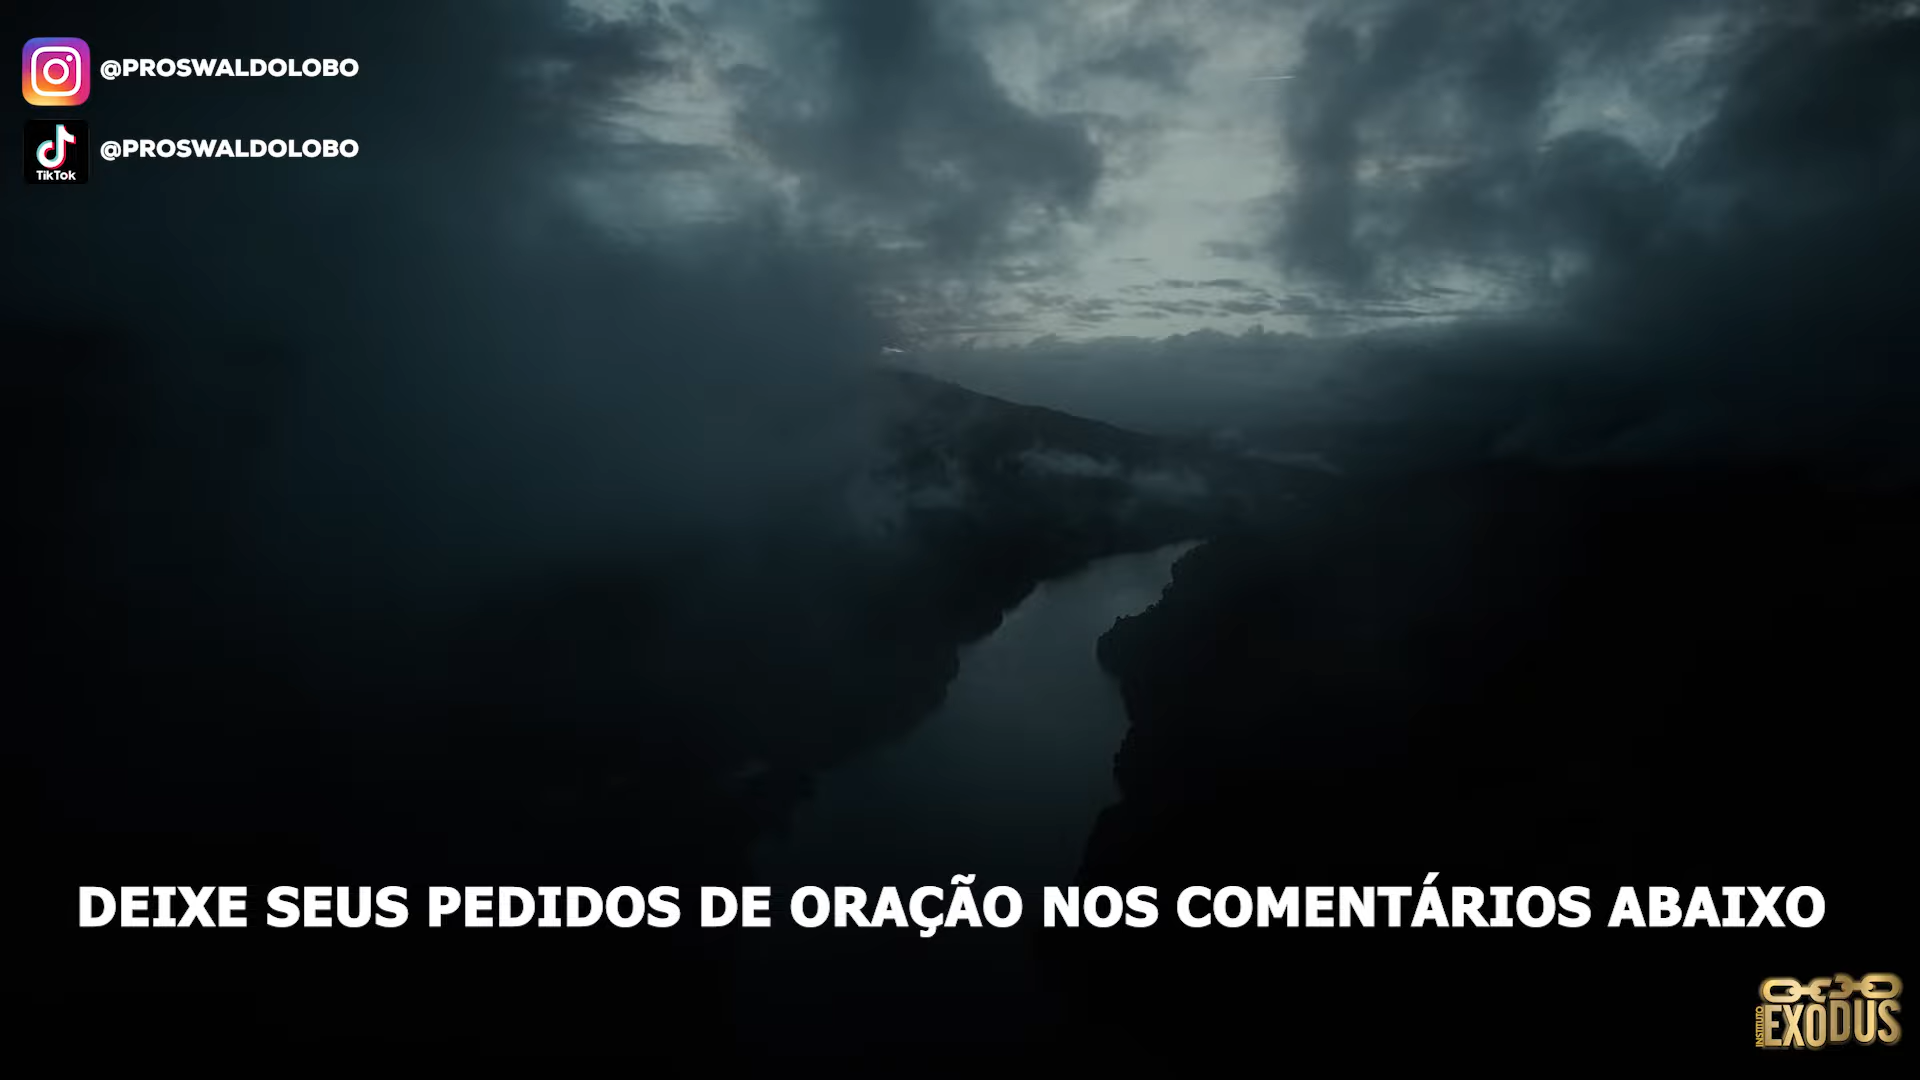 @PROSWALDOLOBO
TikTok
@PROSWALDOLOBO
DEIXE SEUS PEDIDOS DE ORAÇÃO NOS COMENTÁRIOS ABAIXO
INSTITUTO
EXODUS